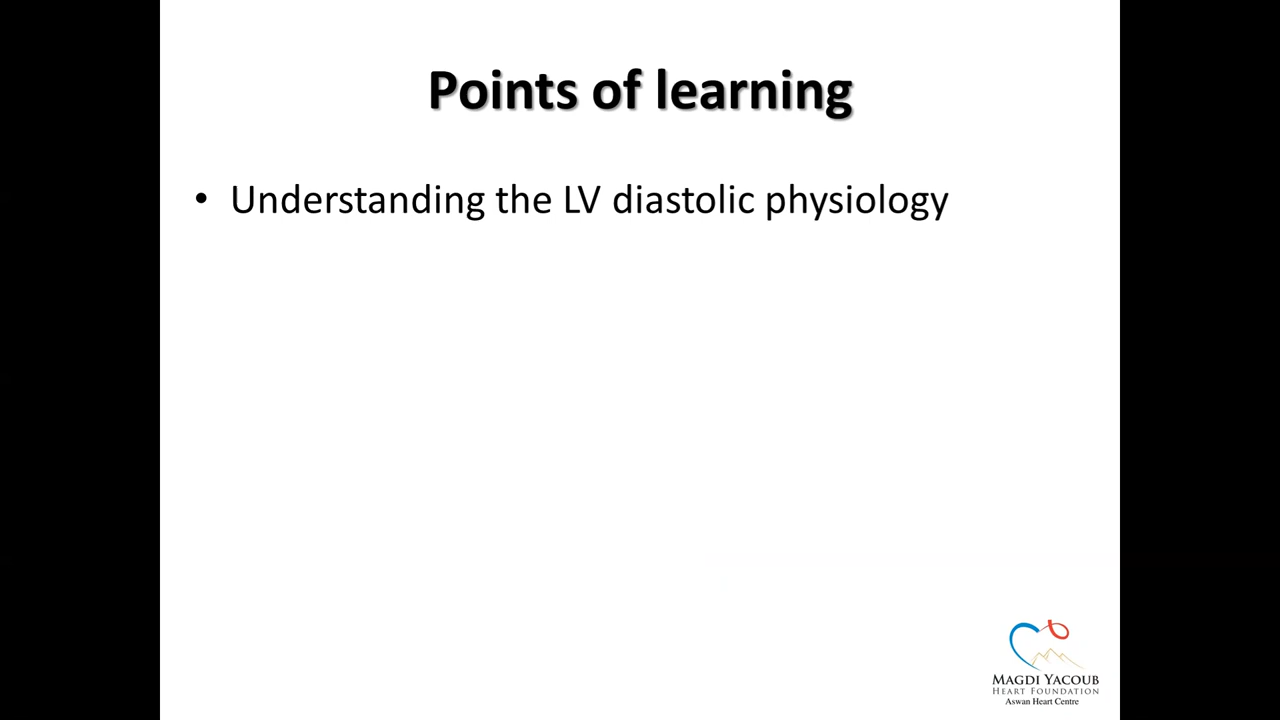 Points of learning
• Understanding the LV diastolic physiology
MAGDI YACOUB
HEART FOUNDATION
Aswan Heart Centre